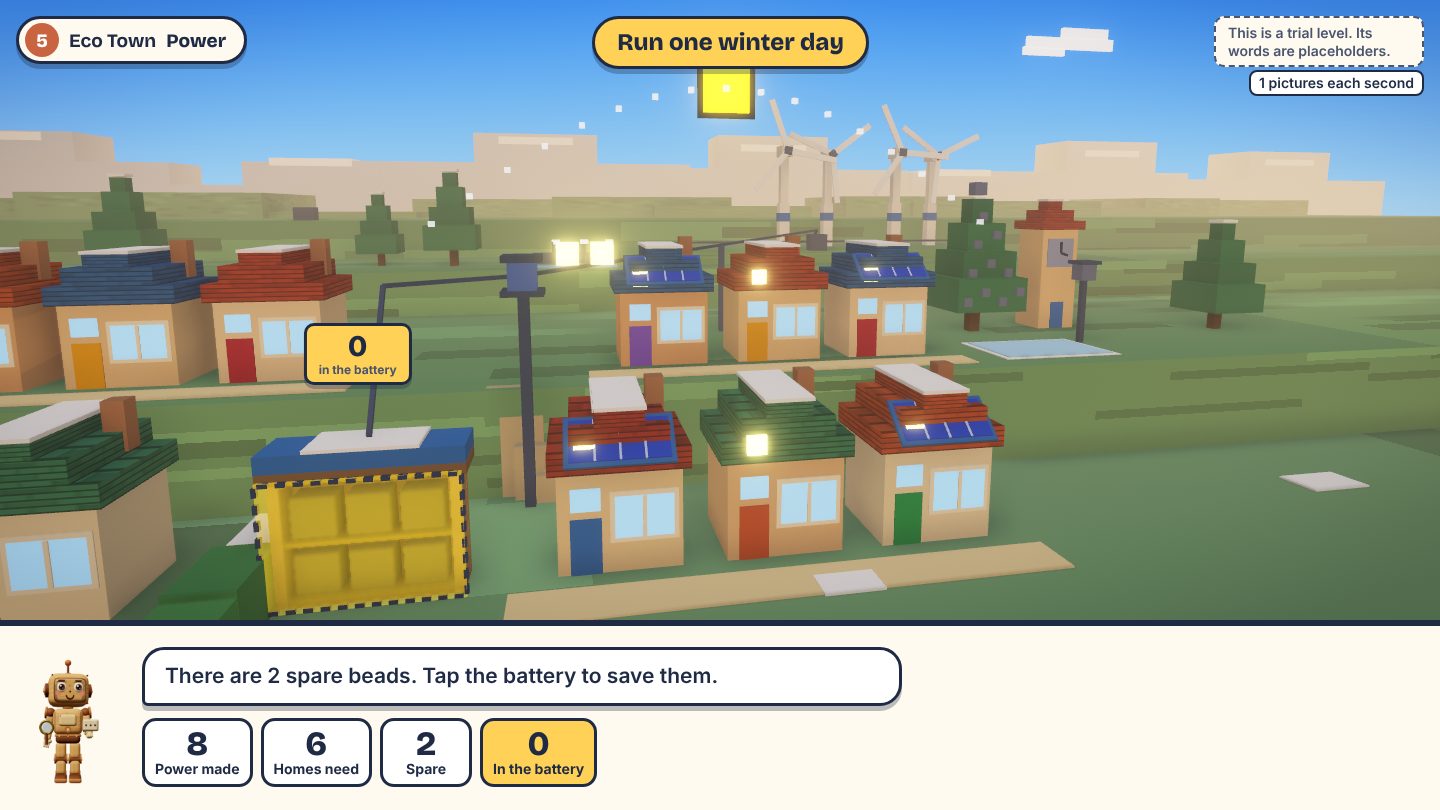 5 Eco Town Power
Run one winter day
This is a trial level. Its
words are placeholders.
1 pictures each second
0
in the battery
There are 2 spare beads. Tap the battery to save them.
8
Power made
6
Homes need
2
Spare
0
In the battery